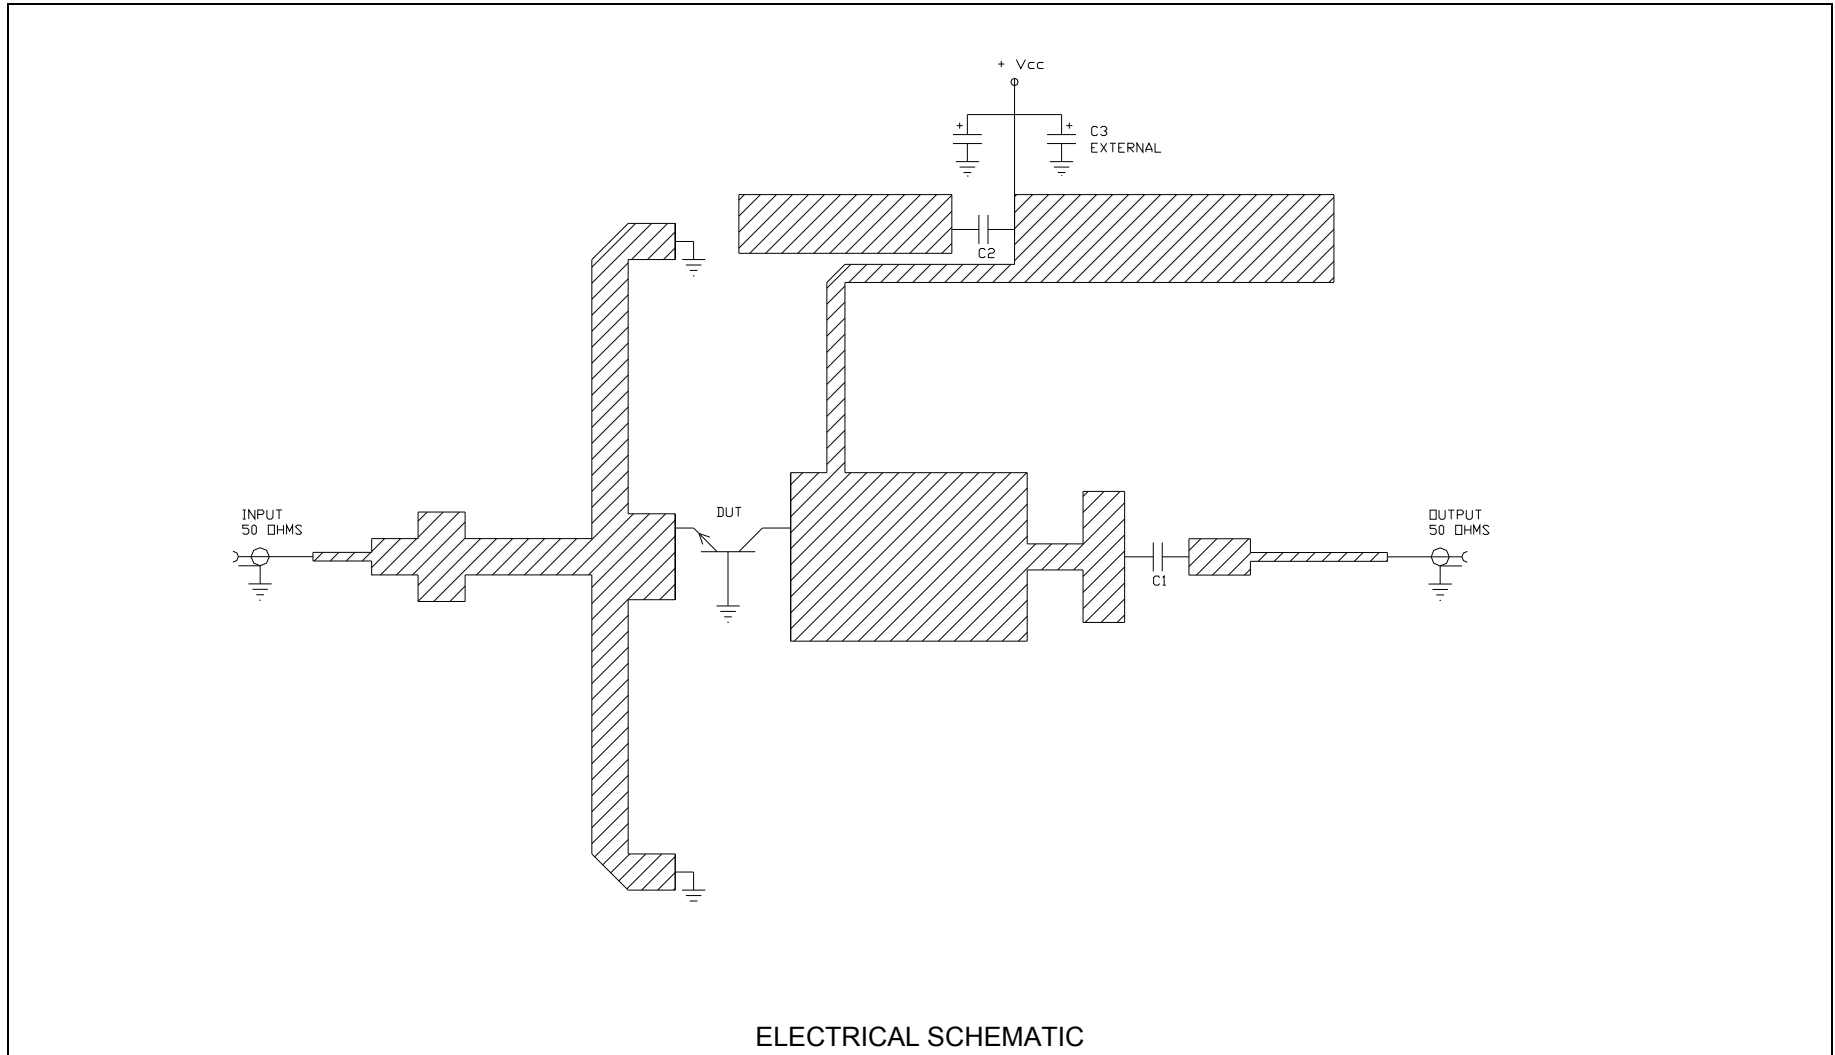 + Vcc
+
+
C3
EXTERNAL
C2
INPUT
50 OHMS
DUT
OUTPUT
50 OHMS
C1
ELECTRICAL SCHEMATIC